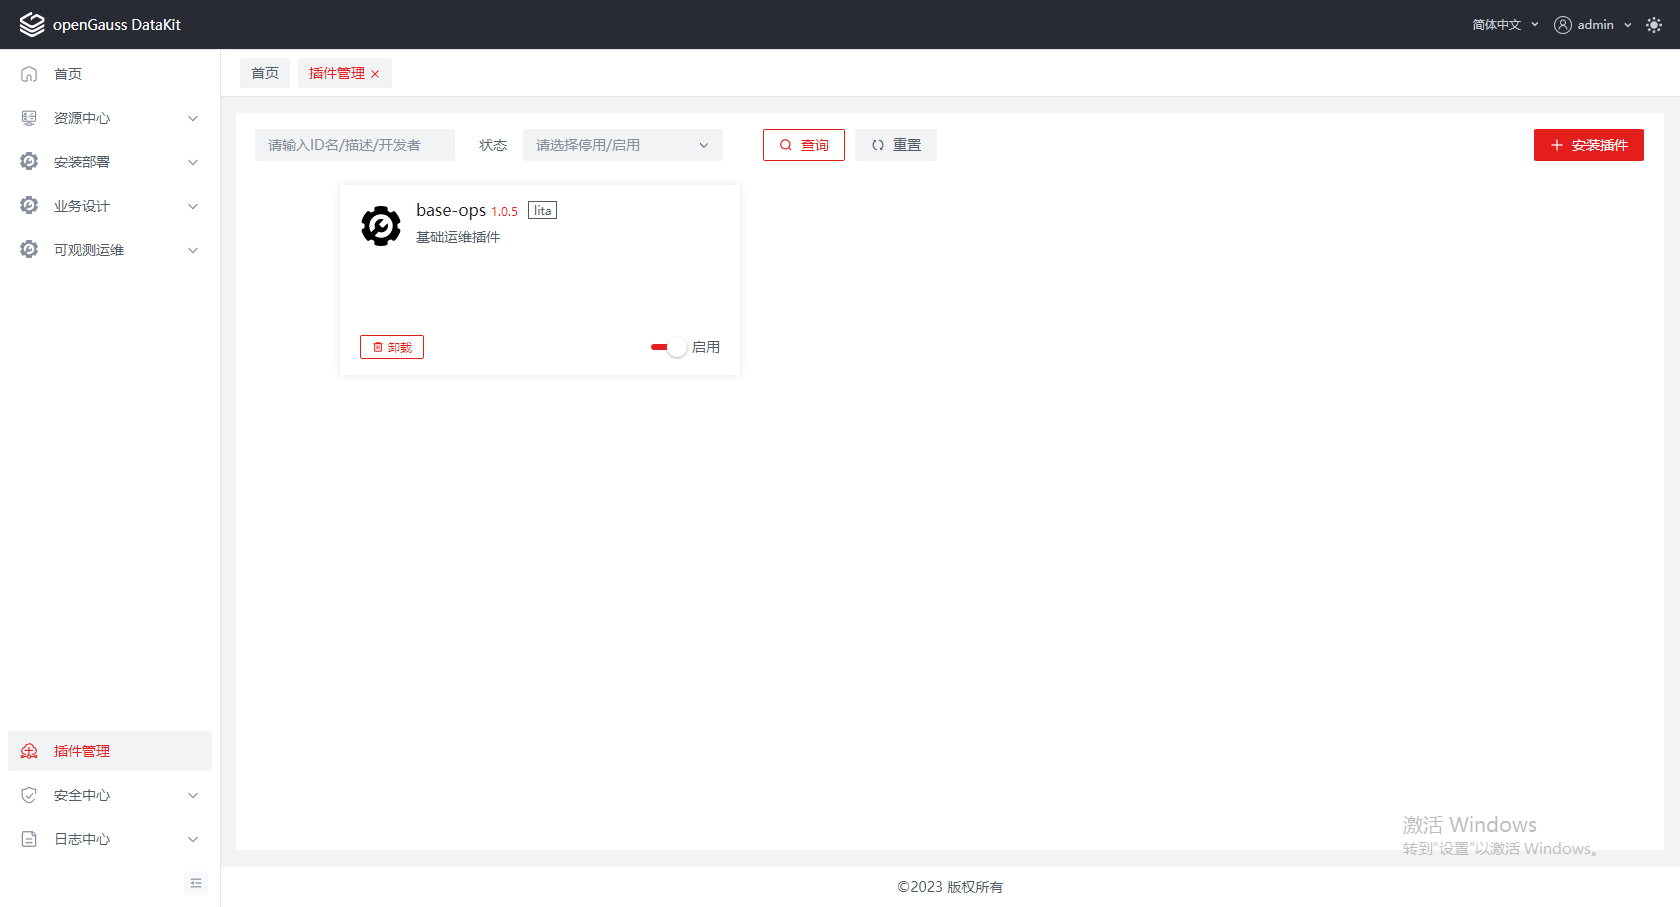 openGauss DataKit
简体中文
admin
首页
资源中心
安装部署
业务设计
可观测运维
插件管理
安全中心
日志中心
首页
插件管理
请输入ID名/描述/开发者
状态
请选择停用/启用
查询
重置
安装插件
base-ops 1.0.5 lita
基础运维插件
卸载
启用
激活 Windows
转到“设置”以激活 Windows。
©2023 版权所有